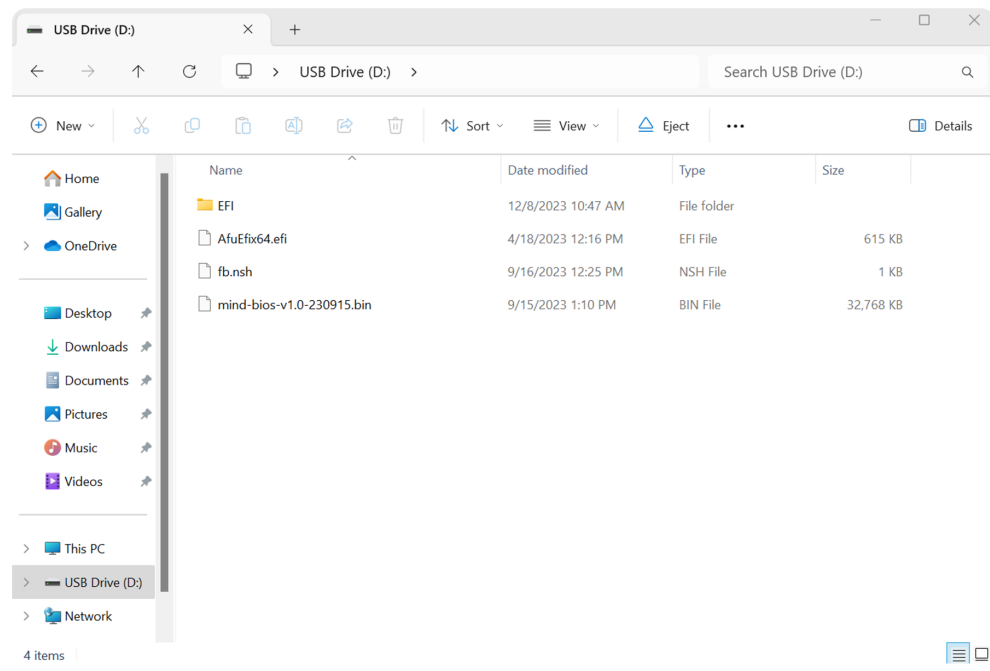 USB Drive (D:)
USB Drive (D:)
Search USB Drive (D:)
New
Sort
View
Eject
Details
Name
Date modified
Type
Size
Home
Gallery
OneDrive
Desktop
Downloads
Documents
Pictures
Music
Videos
This PC
USB Drive (D:)
Network
EFI 12/8/2023 10:47 AM File folder
AfuEfix64.efi 4/18/2023 12:16 PM EFI File 615 KB
fb.nsh 9/16/2023 12:25 PM NSH File 1 KB
mind-bios-v1.0-230915.bin 9/15/2023 1:10 PM BIN File 32,768 KB
4 items